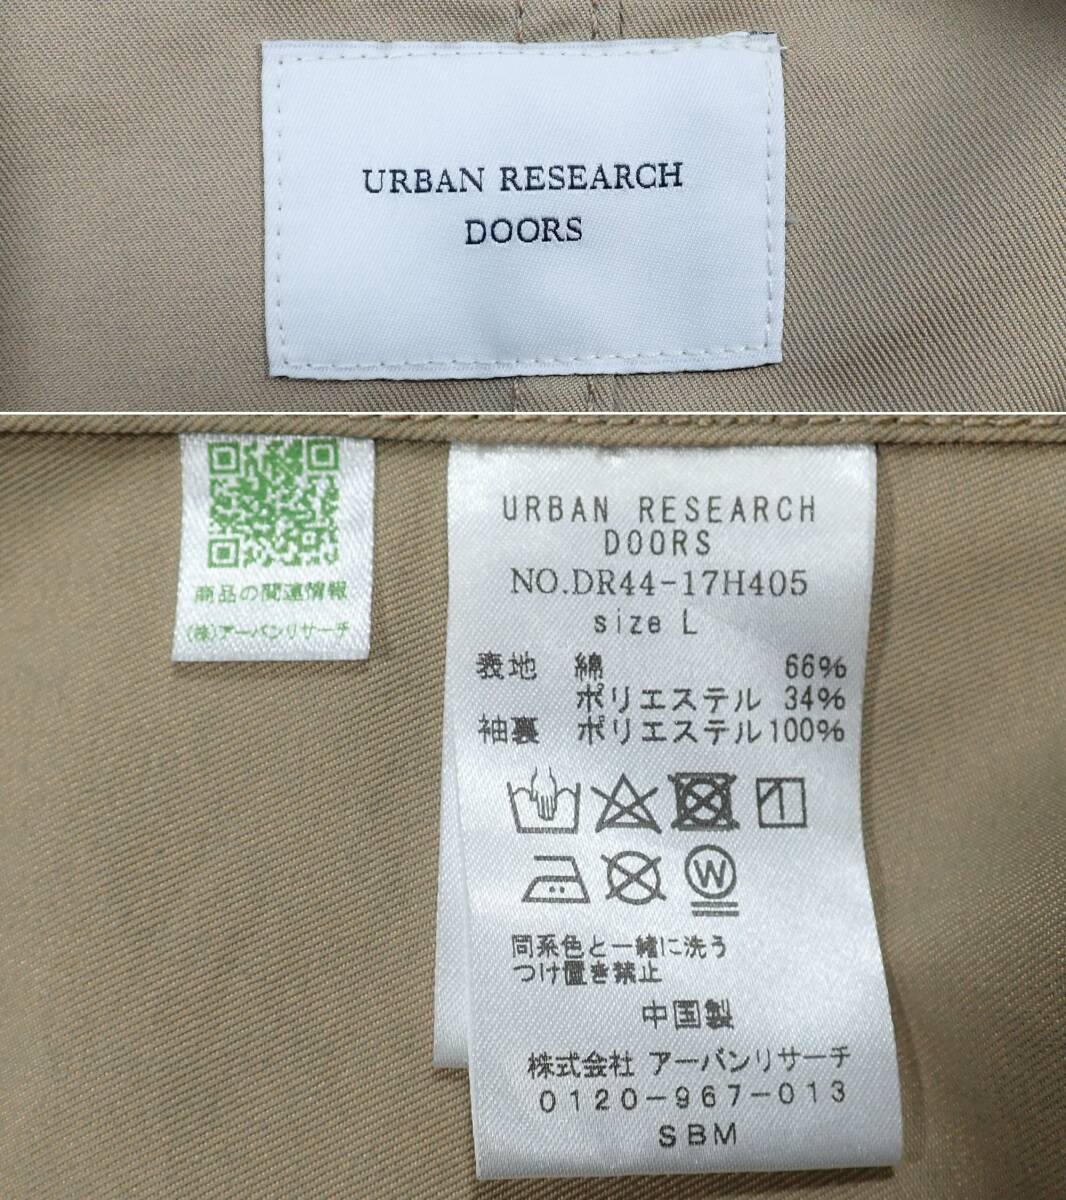 URBAN RESEARCH
DOORS
商品の関連情報
(株)アーバンリサーチ
URBAN RESEARCH
DOORS
NO.DR44-17H405
size L
表地 綿 66%
ポリエステル 34%
袖裏 ポリエステル 100%
W
同系色と一緒に洗う
つけ置き禁止
中国製
株式会社 アーバンリサーチ
0120-967-013
SBM